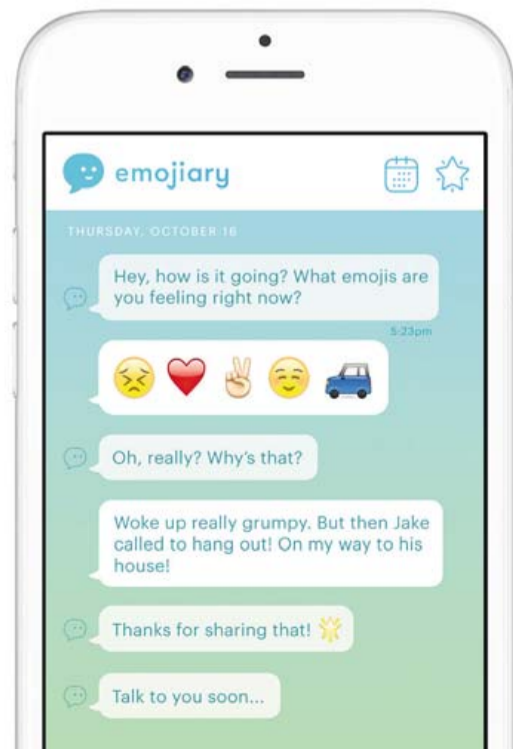 emojiary
THURSDAY, OCTOBER 16
Hey, how is it going? What emojis are
you feeling right now?
5:23pm
Oh, really? Why's that?
Woke up really grumpy. But then Jake
called to hang out! On my way to his
house!
Thanks for sharing that! 🌟
Talk to you soon...